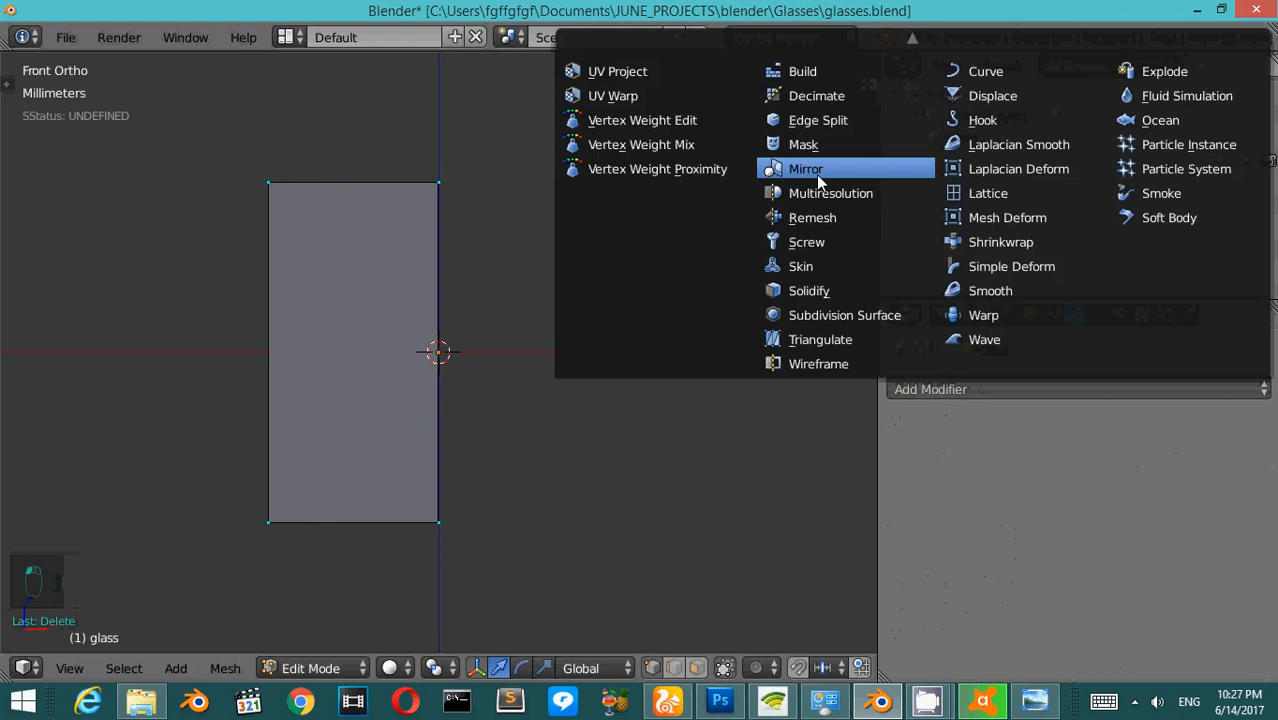 Blender* [C:\Users\fgffgfgf\Documents\JUNE_PROJECTS\blender\Glasses\glasses.blend]
File Render Window Help Default Sce
Front Ortho
Millimeters
SStatus: UNDEFINED
UV Project
UV Warp
Vertex Weight Edit
Vertex Weight Mix
Vertex Weight Proximity
Build
Decimate
Edge Split
Mask
Mirror
Multiresolution
Remesh
Screw
Skin
Solidify
Subdivision Surface
Triangulate
Wireframe
Curve
Displace
Hook
Laplacian Smooth
Laplacian Deform
Lattice
Mesh Deform
Shrinkwrap
Simple Deform
Smooth
Warp
Wave
Explode
Fluid Simulation
Ocean
Particle Instance
Particle System
Smoke
Soft Body
Add Modifier
Last: Delete
(1) glass
View Select Add Mesh Edit Mode Global
321
ENG
10:27 PM
6/14/2017